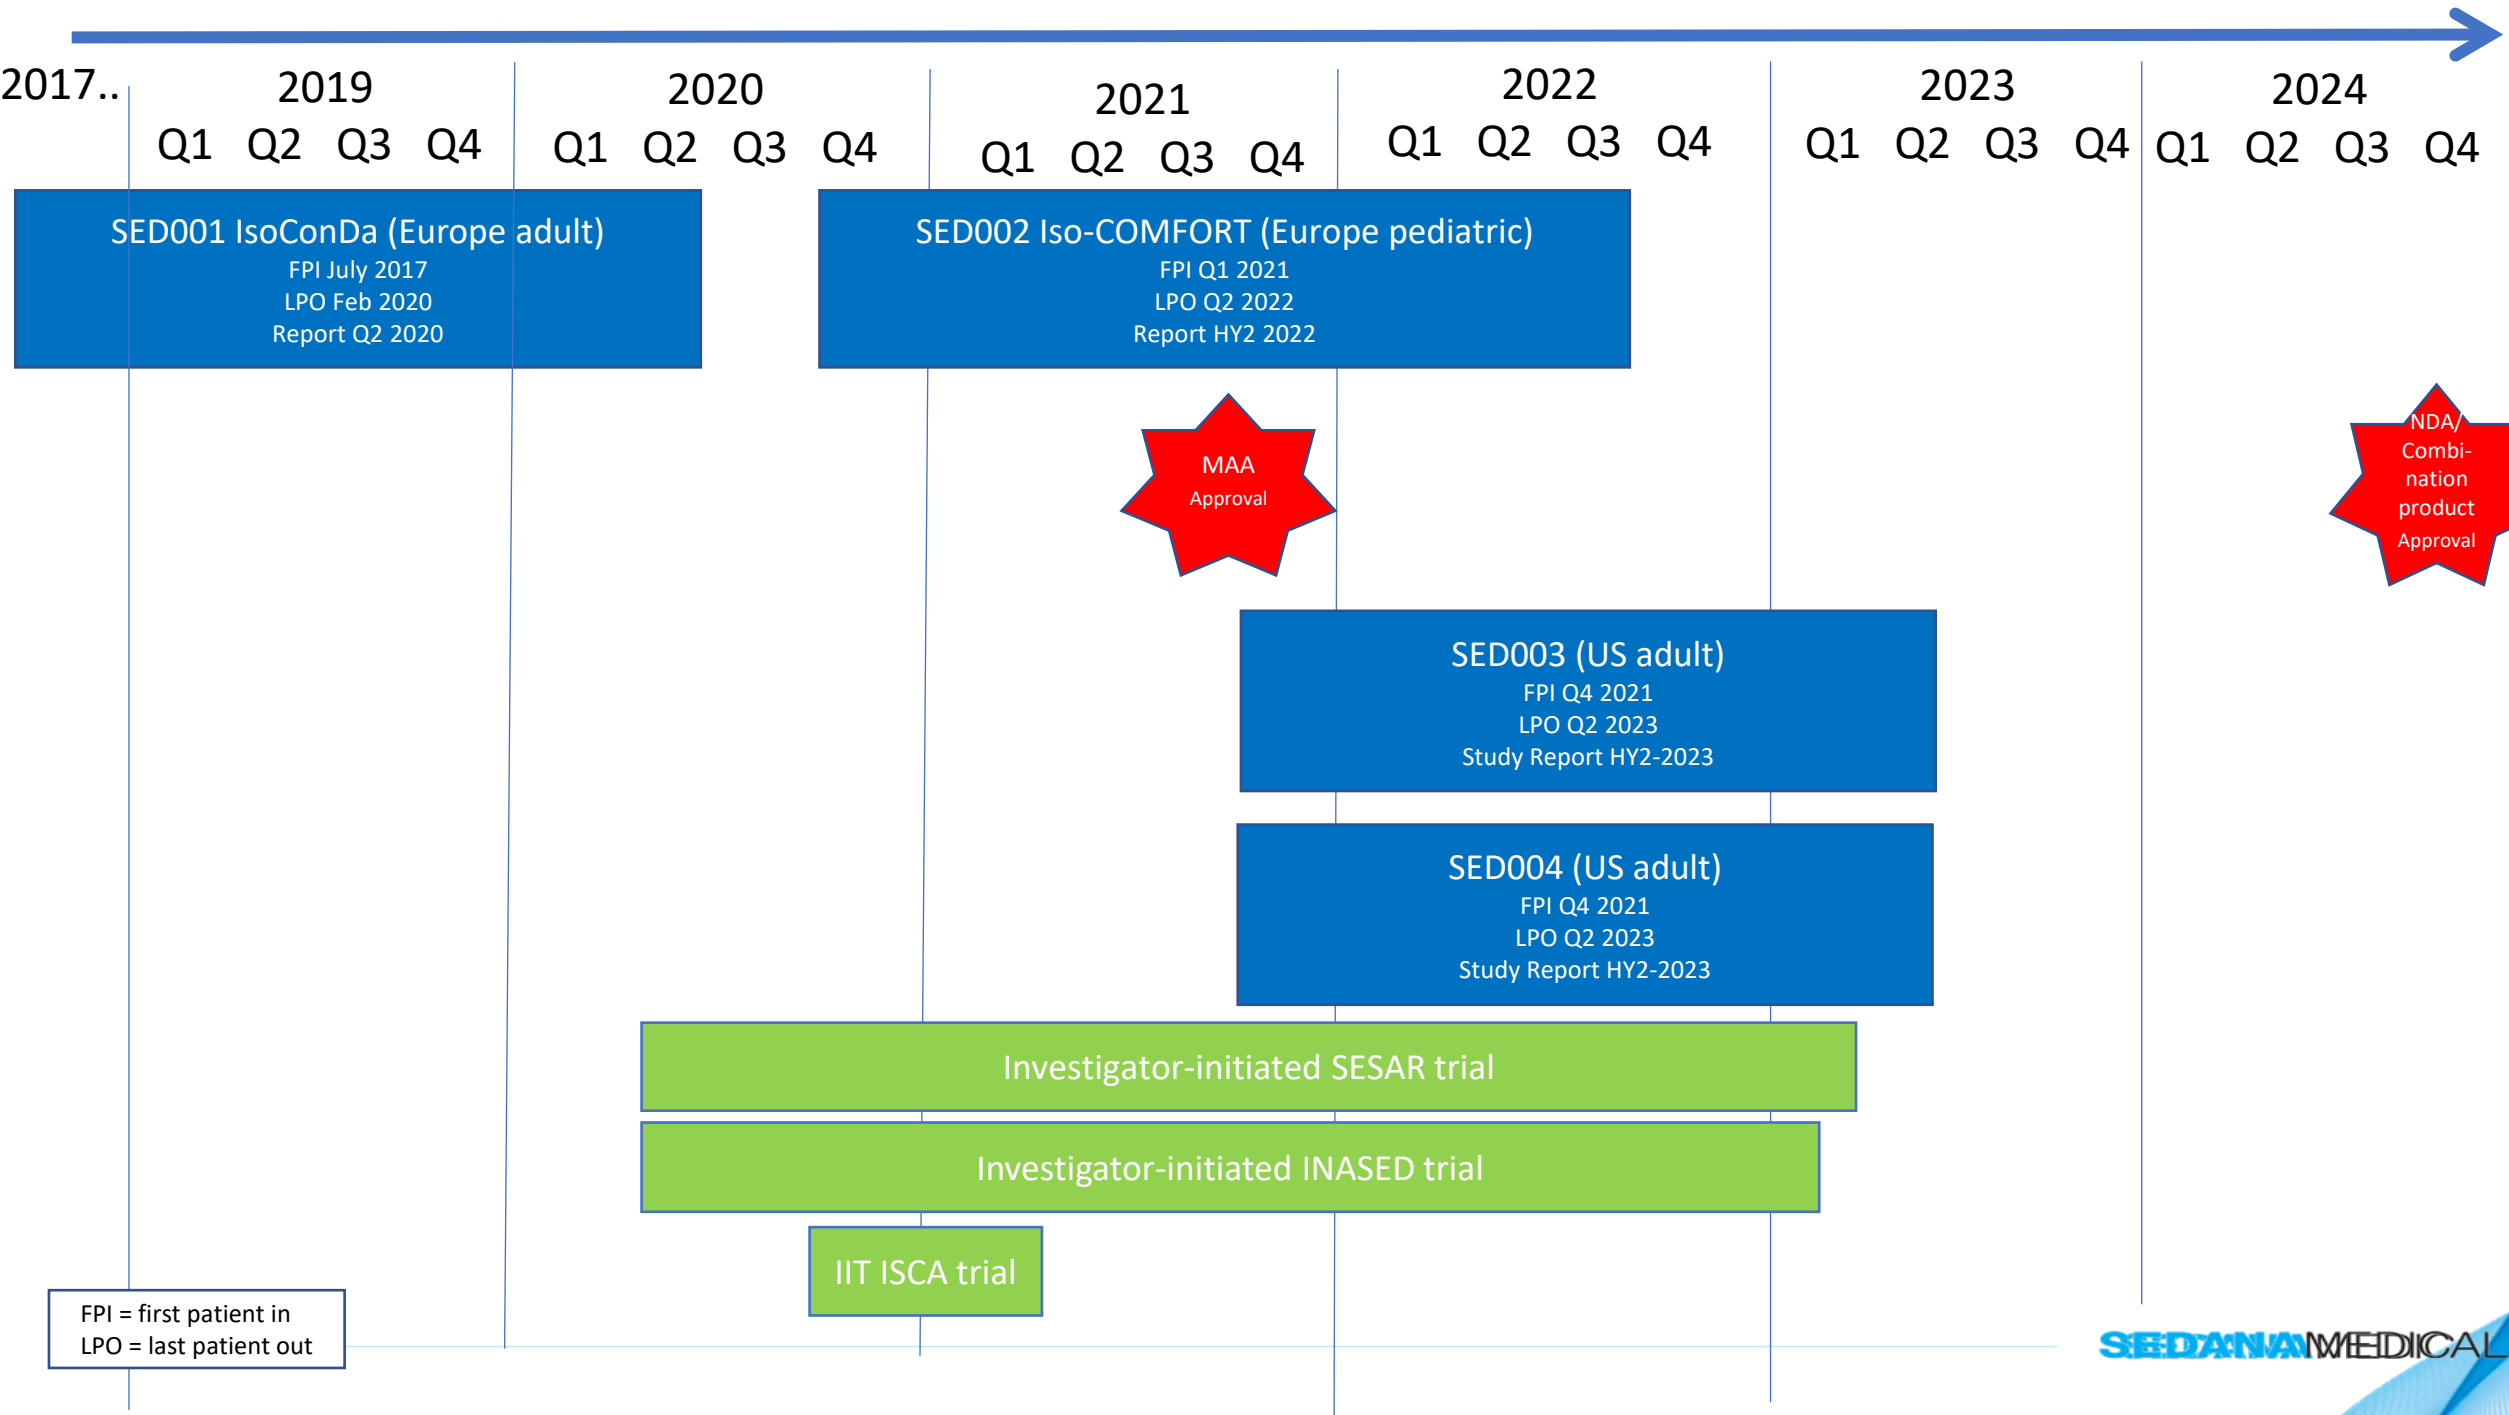 2017..
2019
2020
2021
2022
2023
2024
Q1 Q2 Q3 Q4
Q1 Q2 Q3 Q4
Q1 Q2 Q3 Q4
Q1 Q2 Q3 Q4
Q1 Q2 Q3 Q4
Q1 Q2 Q3 Q4
SED001 IsoConDa (Europe adult)
FPI July 2017
LPO Feb 2020
Report Q2 2020
SED002 Iso-COMFORT (Europe pediatric)
FPI Q1 2021
LPO Q2 2022
Report HY2 2022
MAA
Approval
NDA/
Combi-
nation
product
Approval
SED003 (US adult)
FPI Q4 2021
LPO Q2 2023
Study Report HY2-2023
SED004 (US adult)
FPI Q4 2021
LPO Q2 2023
Study Report HY2-2023
Investigator-initiated SESAR trial
Investigator-initiated INASED trial
IIT ISCA trial
FPI = first patient in
LPO = last patient out
SEDANAMEDICAL